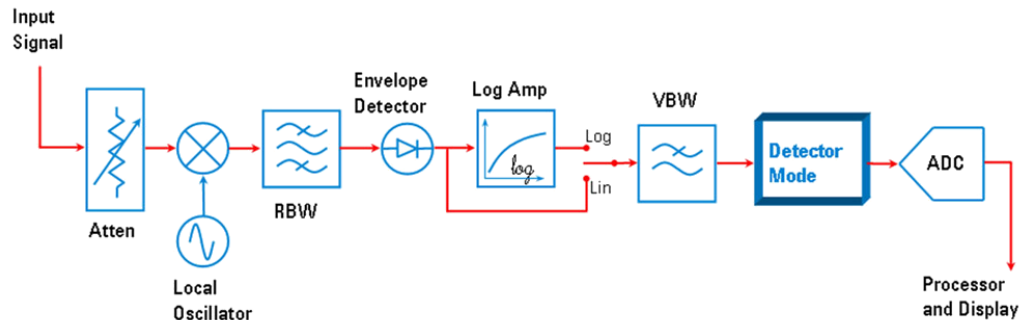 Input
Signal
Atten
Local
Oscillator
RBW
Envelope
Detector
Log Amp
log
Log
Lin
VBW
Detector
Mode
ADC
Processor
and Display